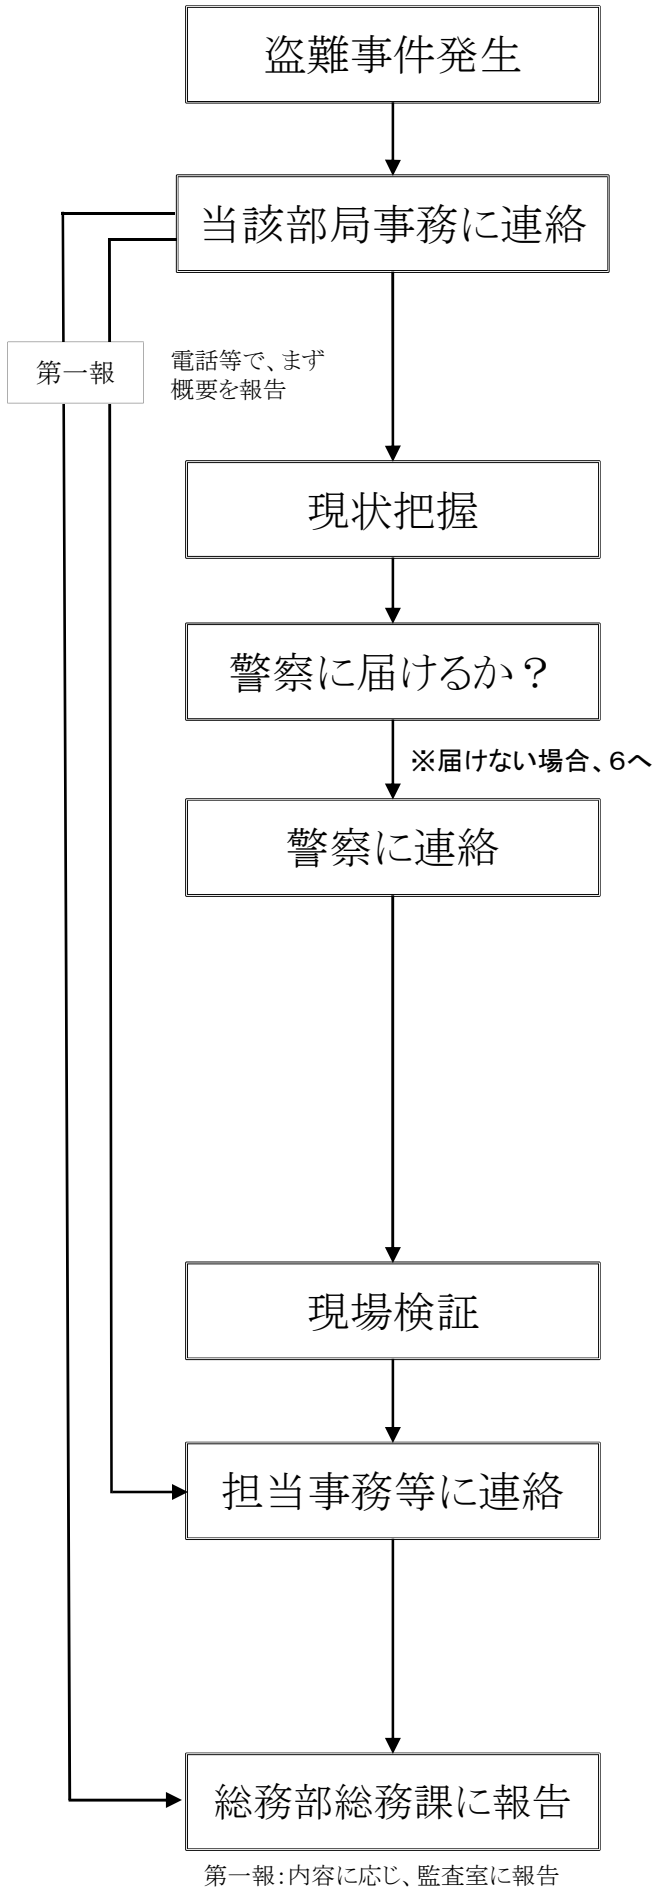 盗難事件発生
当該部局事務に連絡
第一報
電話等で、まず
概要を報告
現状把握
警察に届けるか？
※届けない場合、６へ
警察に連絡
現場検証
担当事務等に連絡
総務部総務課に報告
第一報：内容に応じ、監査室に報告